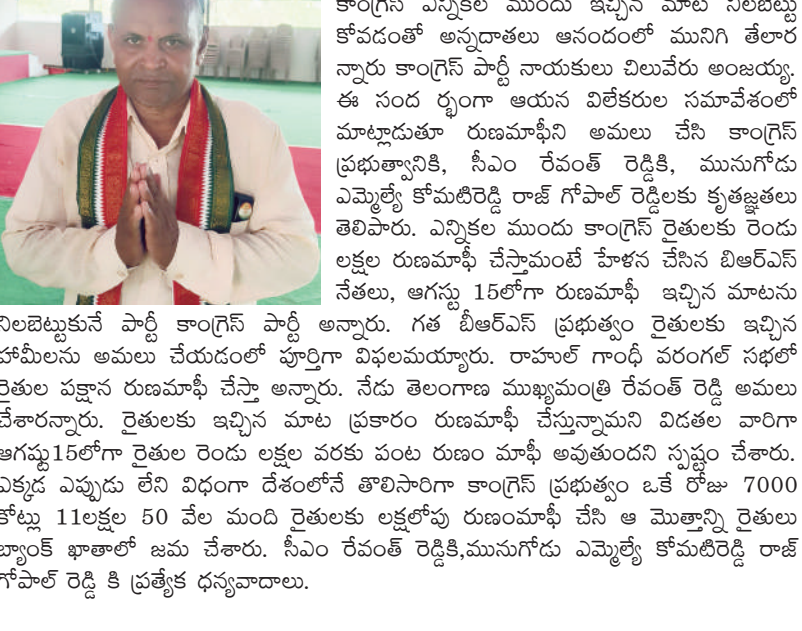 కాంగ్రెస్ ఎన్నికల ముందు ఇచ్చిన మాట నిలబెట్టు
కోవడంతో అన్నదాతలు ఆనందంలో మునిగి తేలార
న్నారు కాంగ్రెస్ పార్టీ నాయకులు చిలువేరు అంజయ్య.
ఈ సంద ర్భంగా ఆయన విలేకరుల సమావేశంలో
మాట్లాడుతూ రుణమాఫీని అమలు చేసి కాంగ్రెస్
ప్రభుత్వానికి, సీఎం రేవంత్ రెడ్డికి, మునుగోడు
ఎమ్మెల్యే కోమటిరెడ్డి రాజ్ గోపాల్ రెడ్డిలకు కృతజ్ఞతలు
తెలిపారు. ఎన్నికల ముందు కాంగ్రెస్ రైతులకు రెండు
లక్షల రుణమాఫీ చేస్తామంటే హేళన చేసిన బిఆర్ఎస్
నేతలు, ఆగస్టు 15లోగా రుణమాఫీ ఇచ్చిన మాటను
నిలబెట్టుకునే పార్టీ కాంగ్రెస్ పార్టీ అన్నారు. గత బీఆర్ఎస్ ప్రభుత్వం రైతులకు ఇచ్చిన
హామీలను అమలు చేయడంలో పూర్తిగా విఫలమయ్యారు. రాహుల్ గాంధీ వరంగల్ సభలో
రైతుల పక్షాన రుణమాఫీ చేస్తా అన్నారు. నేడు తెలంగాణ ముఖ్యమంత్రి రేవంత్ రెడ్డి అమలు
చేశారన్నారు. రైతులకు ఇచ్చిన మాట ప్రకారం రుణమాఫీ చేస్తున్నామని విడతల వారిగా
ఆగష్టు15లోగా రైతుల రెండు లక్షల వరకు పంట రుణం మాఫీ అవుతుందని స్పష్టం చేశారు.
ఎక్కడ ఎప్పుడు లేని విధంగా దేశంలోనే తొలిసారిగా కాంగ్రెస్ ప్రభుత్వం ఒకే రోజు 7000
కోట్లు 11లక్షల 50 వేల మంది రైతులకు లక్షలోపు రుణంమాఫీ చేసి ఆ మొత్తాన్ని రైతులు
బ్యాంక్ ఖాతాలో జమ చేశారు. సీఎం రేవంత్ రెడ్డికి,మునుగోడు ఎమ్మెల్యే కోమటిరెడ్డి రాజ్
గోపాల్ రెడ్డి కి ప్రత్యేక ధన్యవాదాలు.